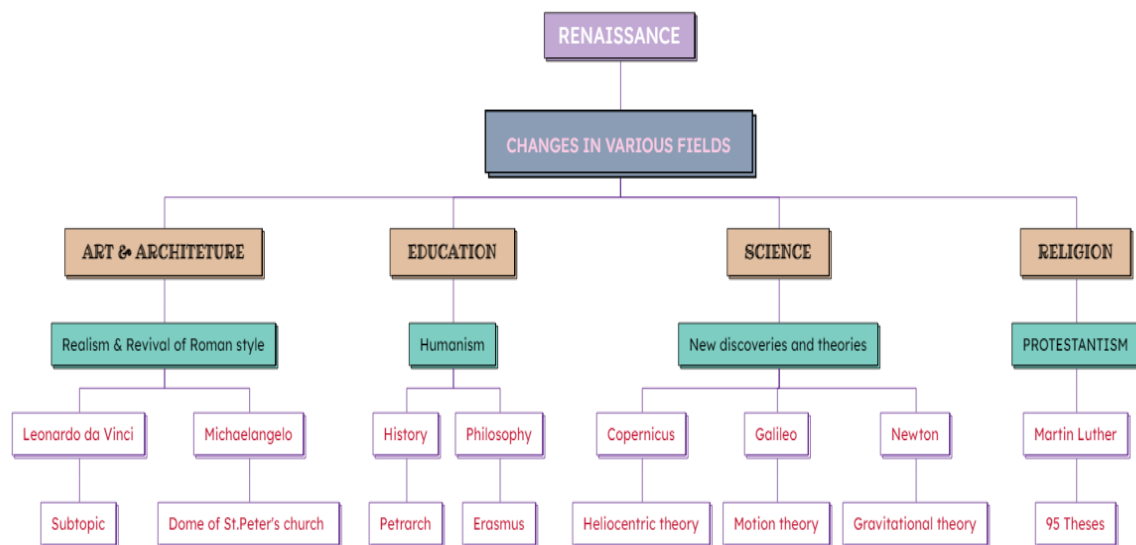 RENAISSANCE
CHANGES IN VARIOUS FIELDS
ART & ARCHITETURE
EDUCATION
SCIENCE
RELIGION
Realism & Revival of Roman style
Humanism
New discoveries and theories
PROTESTANTISM
Leonardo da Vinci
Michaelangelo
History
Philosophy
Copernicus
Galileo
Newton
Martin Luther
Subtopic
Dome of St.Peter's church
Petrarch
Erasmus
Heliocentric theory
Motion theory
Gravitational theory
95 Theses